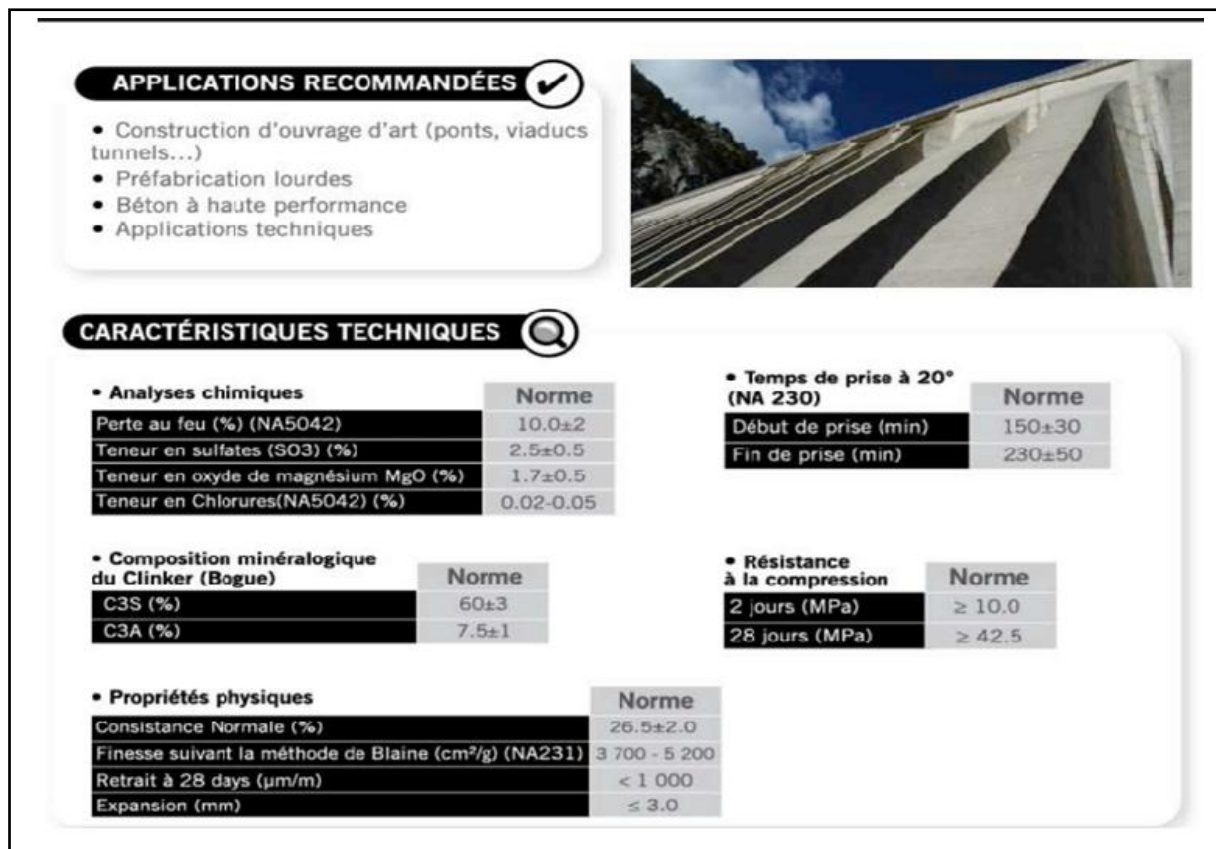 APPLICATIONS RECOMMANDÉES
• Construction d'ouvrage d'art (ponts, viaducs
tunnels...)
• Préfabrication lourdes
• Béton à haute performance
• Applications techniques
CARACTÉRISTIQUES TECHNIQUES
• Analyses chimiques Norme
Perte au feu (%) (NA5042) 10.0±2
Teneur en sulfates (SO3) (%) 2.5±0.5
Teneur en oxyde de magnésium MgO (%) 1.7±0.5
Teneur en Chlorures(NA5042) (%) 0.02-0.05
• Temps de prise à 20°
(NA 230) Norme
Début de prise (min) 150±30
Fin de prise (min) 230±50
• Composition minéralogique
du Clinker (Bogue) Norme
C3S (%) 60±3
C3A (%) 7.5±1
• Résistance
à la compression Norme
2 jours (MPa) ≥ 10.0
28 jours (MPa) ≥ 42.5
• Propriétés physiques Norme
Consistance Normale (%) 26.5±2.0
Finesse suivant la méthode de Blaine (cm²/g) (NA231) 3 700 - 5 200
Retrait à 28 days (µm/m) < 1 000
Expansion (mm) ≤ 3.0